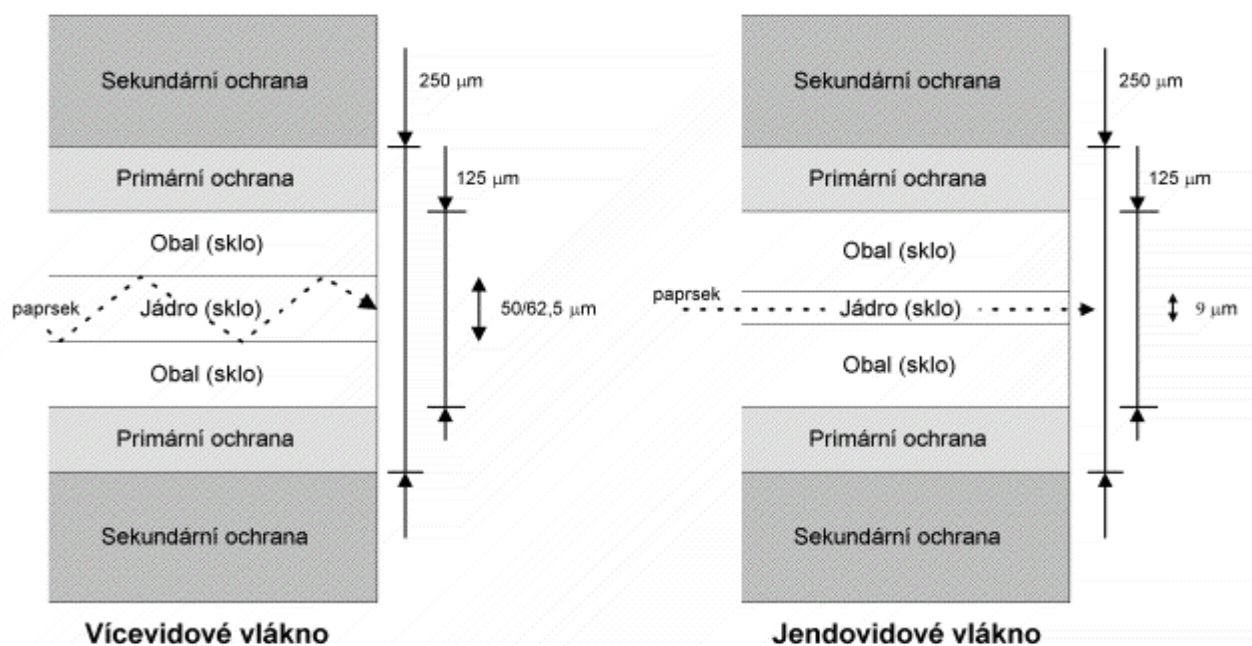 Sekundární ochrana
250 µm
Primární ochrana
125 µm
Obal (sklo)
paprsek
Jádro (sklo)
50/62,5 µm
Obal (sklo)
Primární ochrana
Sekundární ochrana
Vícevidové vlákno
Sekundární ochrana
250 µm
Primární ochrana
125 µm
Obal (sklo)
paprsek
Jádro (sklo)
9 µm
Obal (sklo)
Primární ochrana
Sekundární ochrana
Jendovidové vlákno